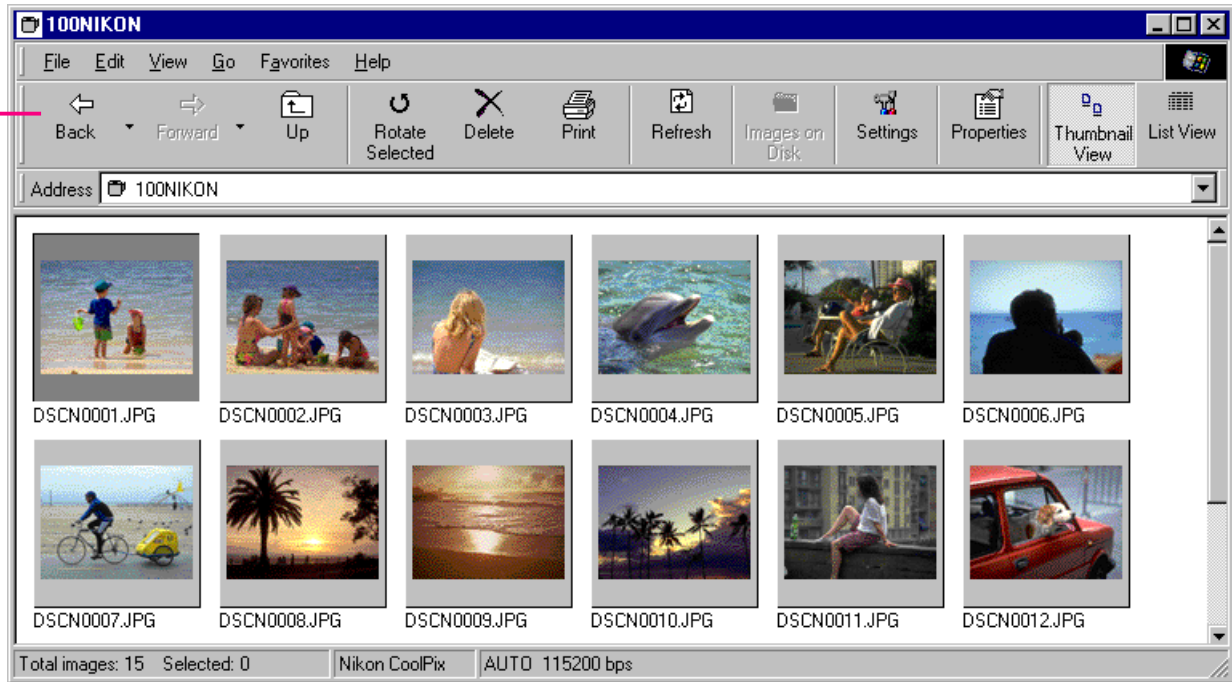 100NIKON
File Edit View Go Favorites Help
Back Forward Up Rotate Selected Delete Print Refresh Images on Disk Settings Properties Thumbnail View List View
Address 100NIKON
DSCN0001.JPG DSCN0002.JPG DSCN0003.JPG DSCN0004.JPG DSCN0005.JPG DSCN0006.JPG
DSCN0007.JPG DSCN0008.JPG DSCN0009.JPG DSCN0010.JPG DSCN0011.JPG DSCN0012.JPG
Total images: 15 Selected: 0 Nikon CoolPix AUTO 115200 bps